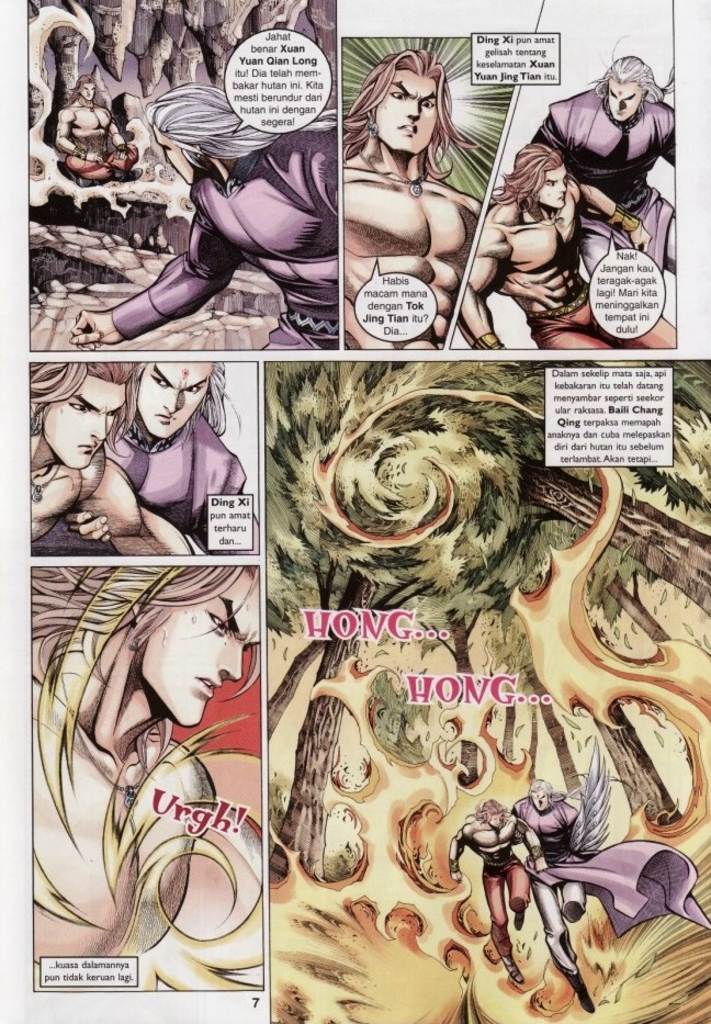 Jahat
benar Xuan
Yuan Qian Long
itu! Dia telah mem-
bakar hutan ini. Kita
mesti berundur dari
hutan ini dengan
segera!
Ding Xi pun amat
gelisah tentang
keselamatan Xuan
Yuan Jing Tian itu.
Habis
macam mana
dengan Tok
Jing Tian itu?
Dia...
Nak!
Jangan kau
teragak-agak
lagi! Mari kita
meninggalkan
tempat ini
dulu!
Ding Xi
pun amat
terharu
dan...
Dalam sekelip mata saja, api
kebakaran itu telah datang
menyambar seperti seekor
ular raksasa. Baili Chang
Qing terpaksa memapah
anaknya dan cuba melepaskan
diri dari hutan itu sebelum
terlambat. Akan tetapi...
HONG...
HONG...
Urgh!
...kuasa dalamannya
pun tidak keruan lagi.
7